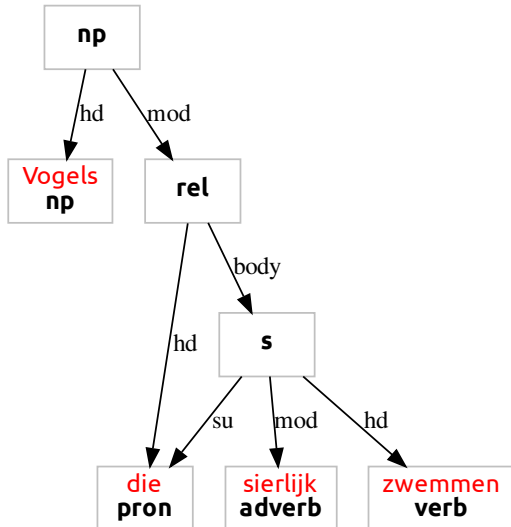 np
hd mod
Vogels
np
rel
body
s
hd
su mod hd
die
pron
sierlijk
adverb
zwemmen
verb